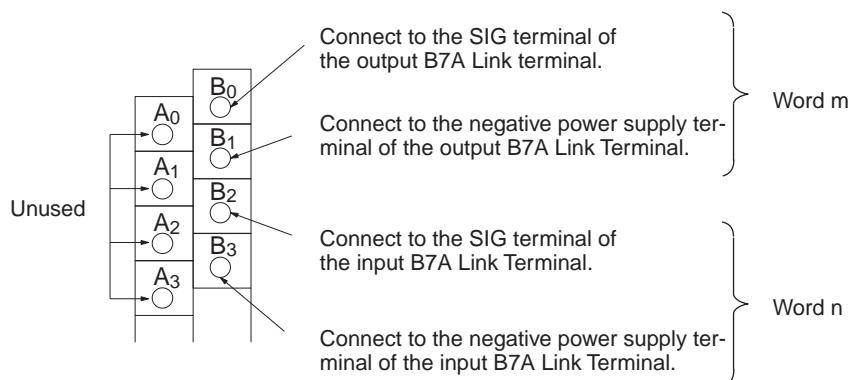 Connect to the SIG terminal of
the output B7A Link terminal.
B0
A0
Word m
Connect to the negative power supply ter-
minal of the output B7A Link Terminal.
B1
A1
B2
Unused
A2
Connect to the SIG terminal of
the input B7A Link Terminal.
B3
A3
Word n
Connect to the negative power supply ter-
minal of the input B7A Link Terminal.